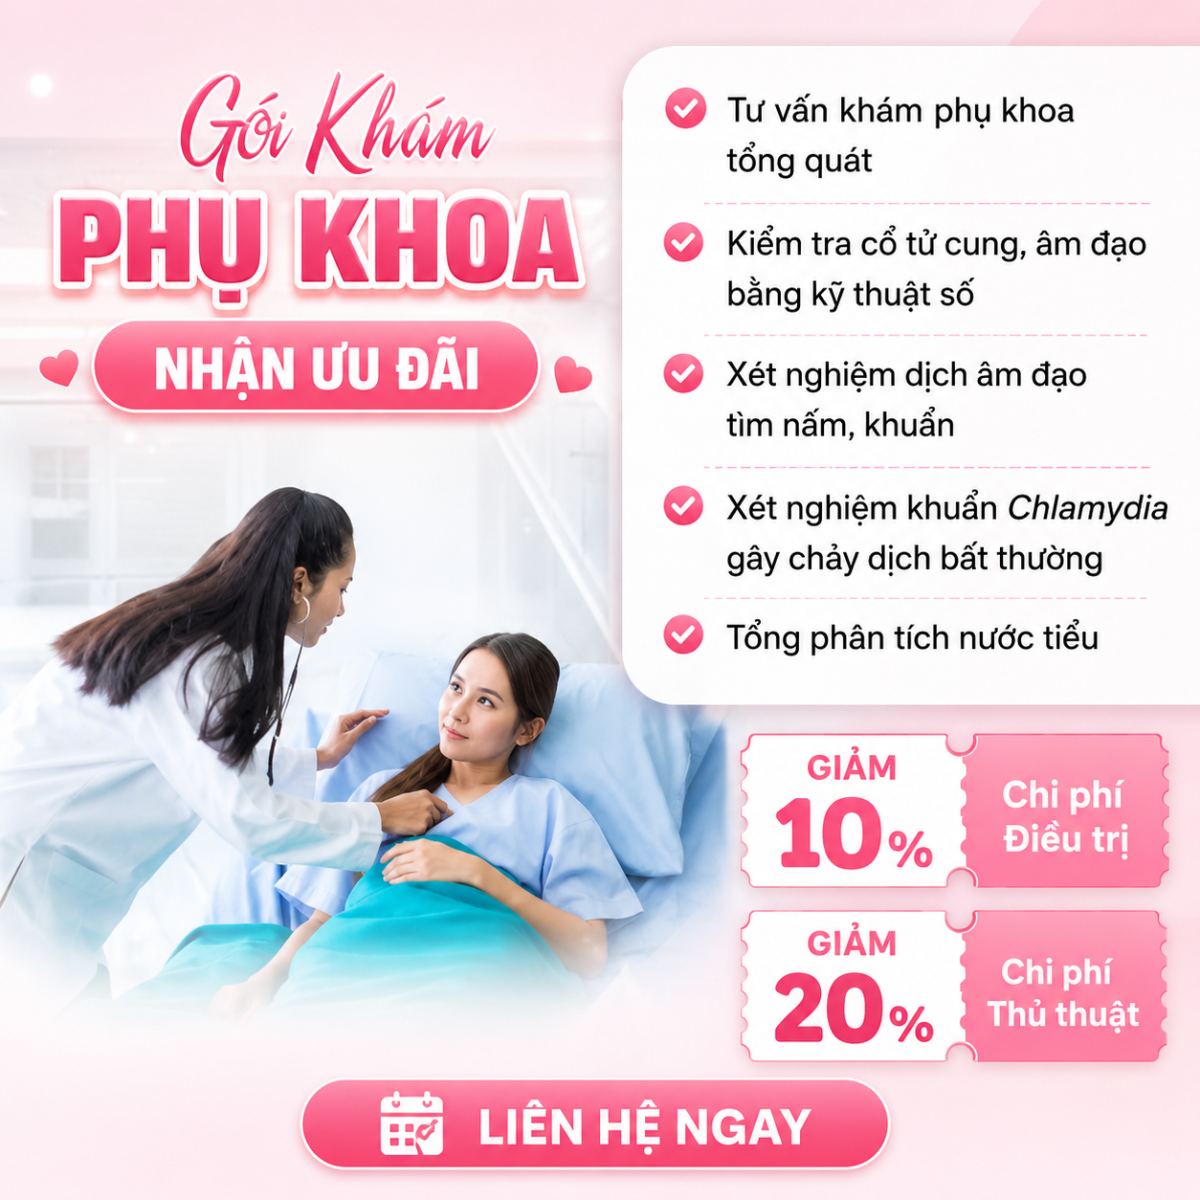 Gói Khám
PHỤ KHOA
NHẬN ƯU ĐÃI
Tư vấn khám phụ khoa
tổng quát
Kiểm tra cổ tử cung, âm đạo
bằng kỹ thuật số
Xét nghiệm dịch âm đạo
tìm nấm, khuẩn
Xét nghiệm khuẩn Chlamydia
gây chảy dịch bất thường
Tổng phân tích nước tiểu
GIẢM
10%
Chi phí
Điều trị
GIẢM
20%
Chi phí
Thủ thuật
LIÊN HỆ NGAY